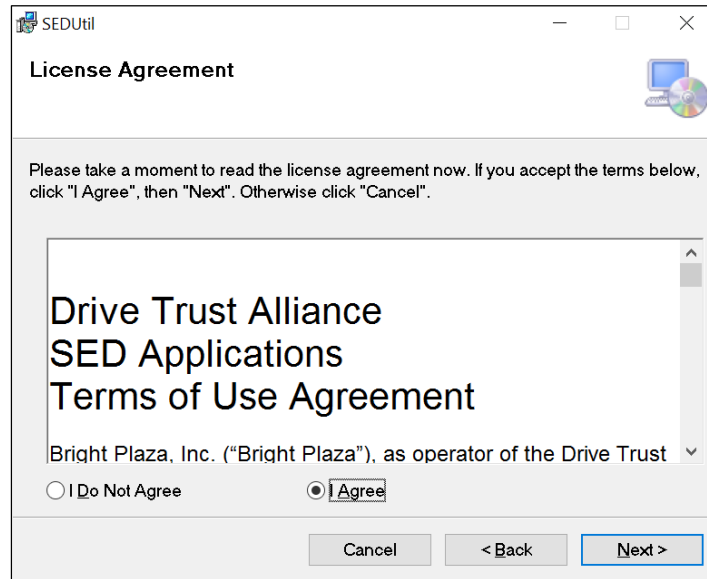 SEDUtil
License Agreement
Please take a moment to read the license agreement now. If you accept the terms below,
click "I Agree", then "Next". Otherwise click "Cancel".
Drive Trust Alliance
SED Applications
Terms of Use Agreement
Bright Plaza, Inc. (“Bright Plaza”), as operator of the Drive Trust
I Do Not Agree
I Agree
Cancel
< Back
Next >